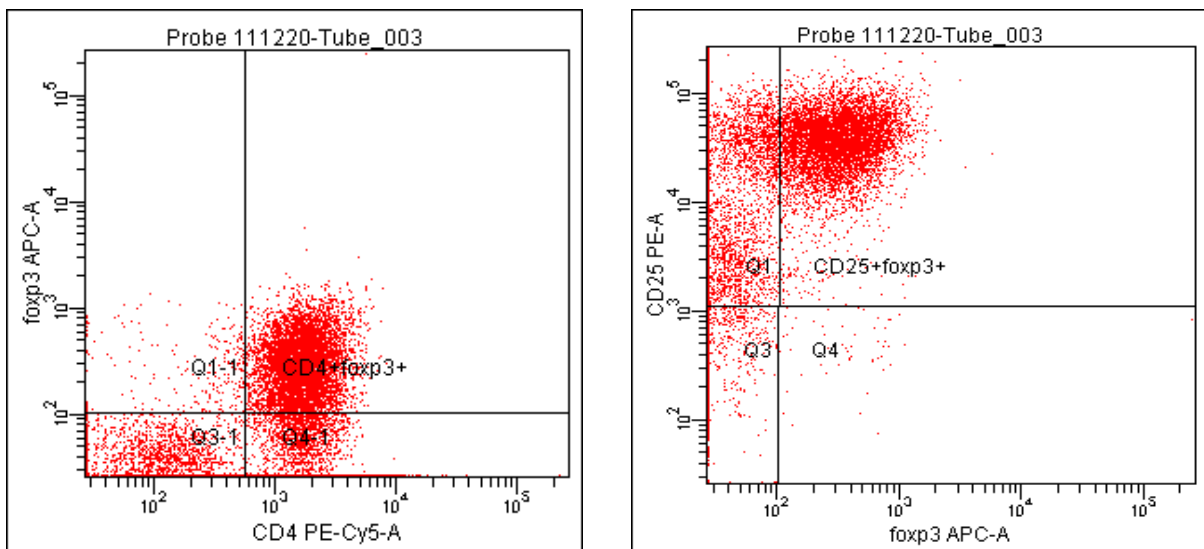 Probe 111220-Tube_003
foxp3 APC-A
10^5
10^4
10^3
10^2
Q1-1
CD4+foxp3+
Q3-1
Q4-1
10^2
10^3
10^4
10^5
CD4 PE-Cy5-A
Probe 111220-Tube_003
CD25 PE-A
10^5
10^4
10^3
10^2
Q1
CD25+foxp3+
Q3
Q4
10^2
10^3
10^4
10^5
foxp3 APC-A